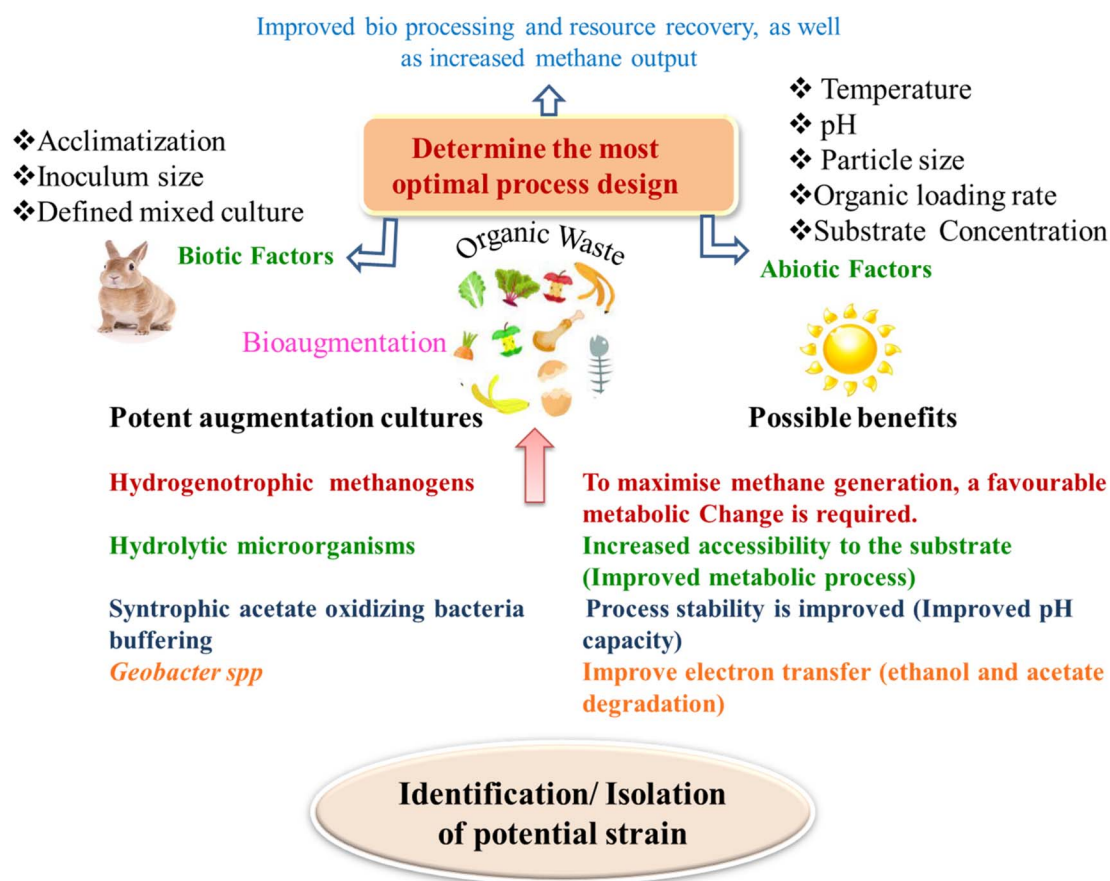 Improved bio processing and resource recovery, as well
as increased methane output
❖Acclimatization
❖Inoculum size
❖Defined mixed culture
Biotic Factors
Determine the most
optimal process design
❖ Temperature
❖ pH
❖ Particle size
❖Organic loading rate
❖Substrate Concentration
Abiotic Factors
Organic Waste
Bioaugmentation
Potent augmentation cultures
Possible benefits
Hydrogenotrophic methanogens
To maximise methane generation, a favourable
metabolic Change is required.
Hydrolytic microorganisms
Increased accessibility to the substrate
(Improved metabolic process)
Syntrophic acetate oxidizing bacteria
buffering
Process stability is improved (Improved pH
capacity)
Geobacter spp
Improve electron transfer (ethanol and acetate
degradation)
Identification/ Isolation
of potential strain